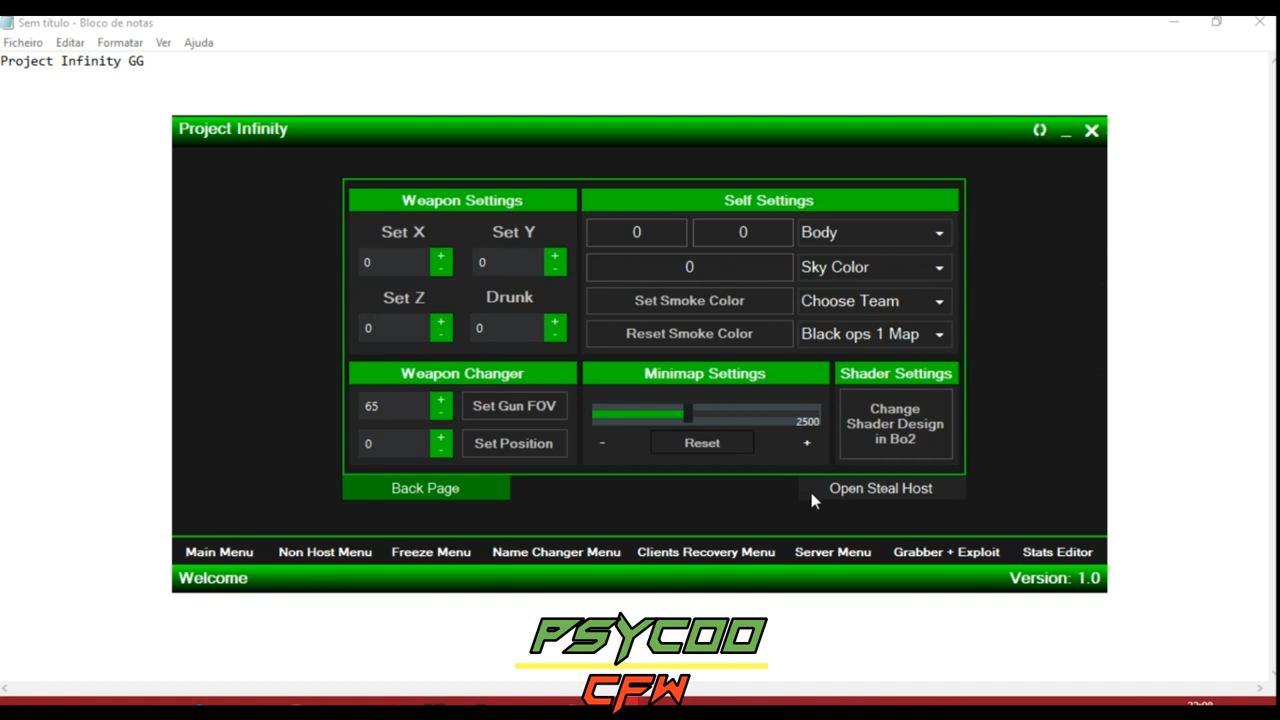 Sem título - Bloco de notas
Ficheiro Editar Formatar Ver Ajuda
Project Infinity GG
Project Infinity
Weapon Settings
Self Settings
Set X Set Y
0 0 Body
0 0
0 Sky Color
Set Z Drunk
Set Smoke Color Choose Team
0 0
Reset Smoke Color Black ops 1 Map
Weapon Changer
Minimap Settings
Shader Settings
65 Set Gun FOV
2500
Change
Shader Design
in Bo2
0 Set Position
- Reset +
Back Page
Open Steal Host
Main Menu Non Host Menu Freeze Menu Name Changer Menu Clients Recovery Menu Server Menu Grabber + Exploit Stats Editor
Welcome
Version: 1.0
PSYCOO
CFW